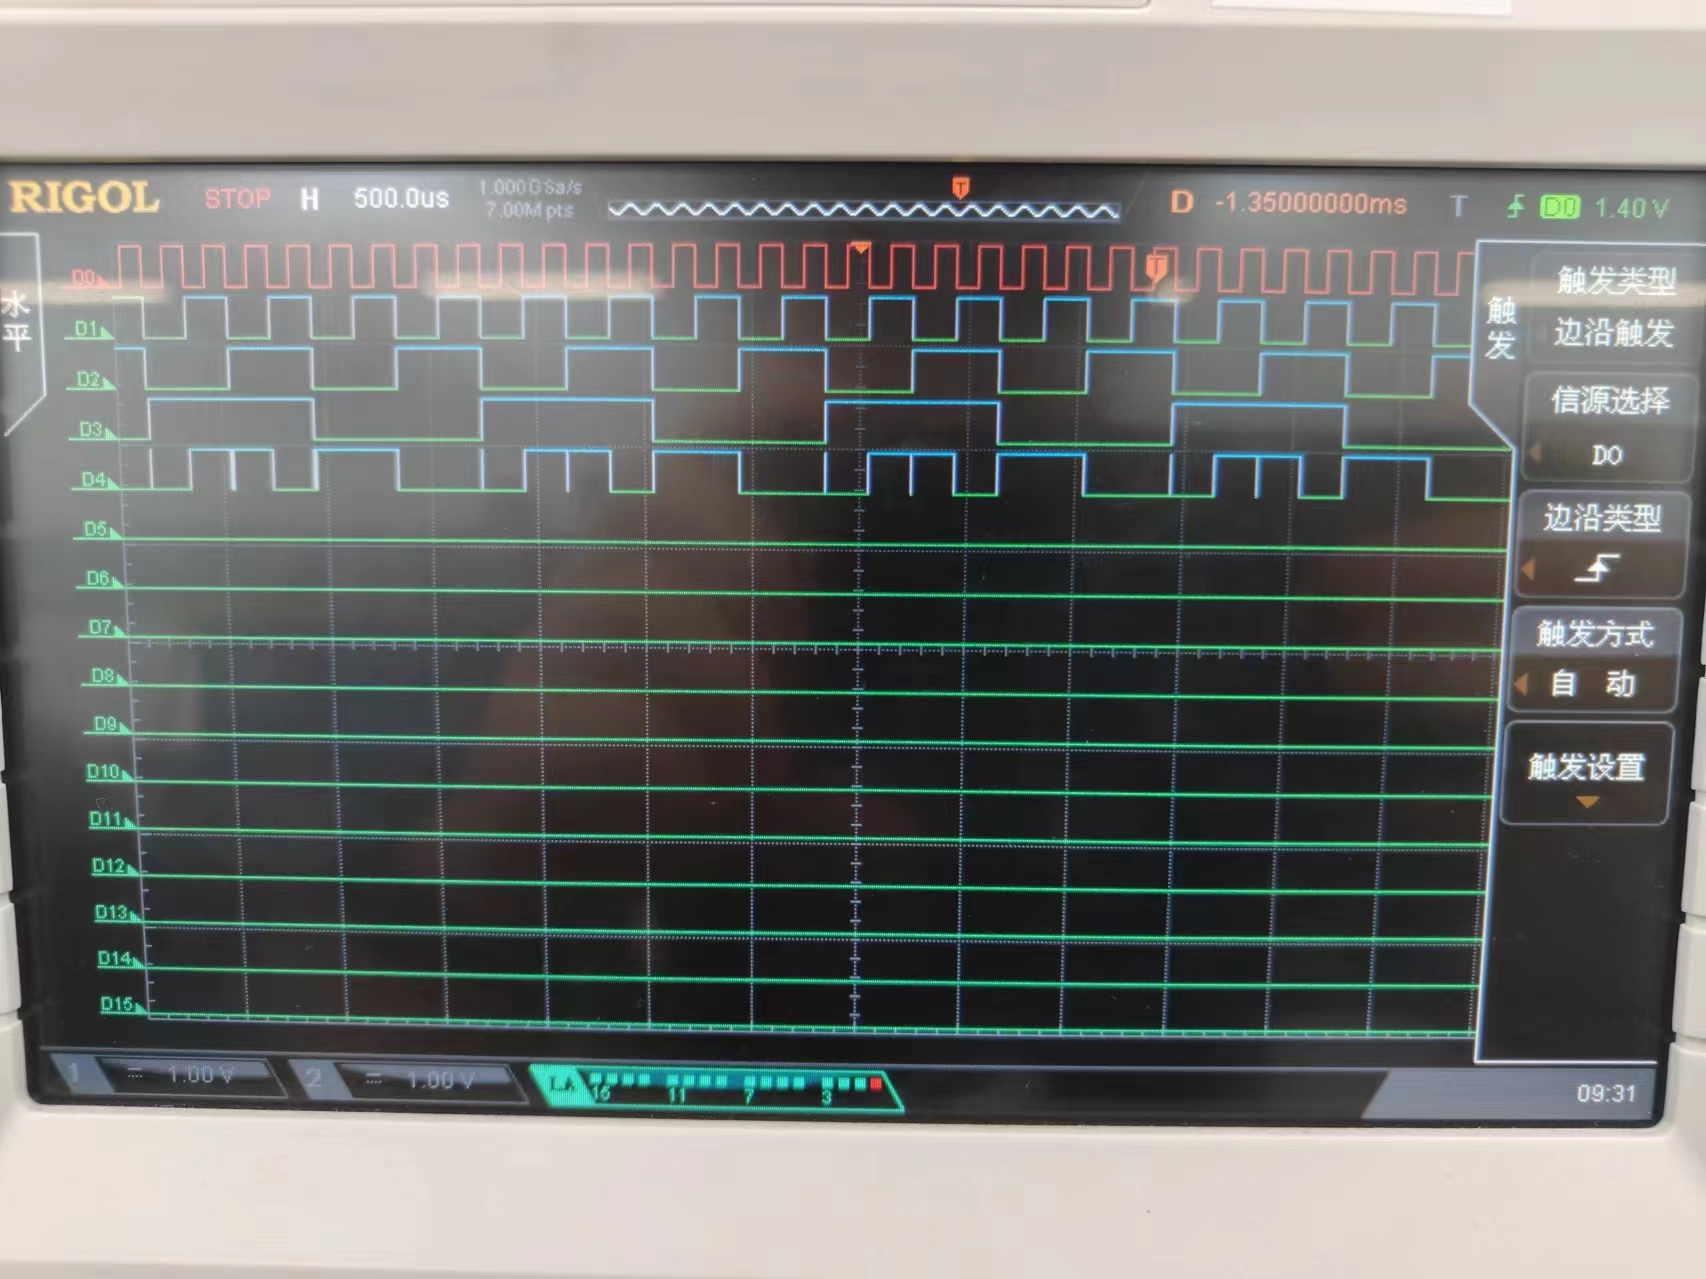 RIGOL STOP H 500.0us 1.000GSa/s 7.00M pts T D -1.35000000ms T D0 1.40 V
水平
触发
触发类型
边沿触发
信源选择
D0
边沿类型
触发方式
自 动
触发设置
T
D0
D1
D2
D3
D4
D5
D6
D7
D8
D9
D10
D11
D12
D13
D14
D15
1 1.00 V 2 1.00 V LA 15 11 7 3
09:31